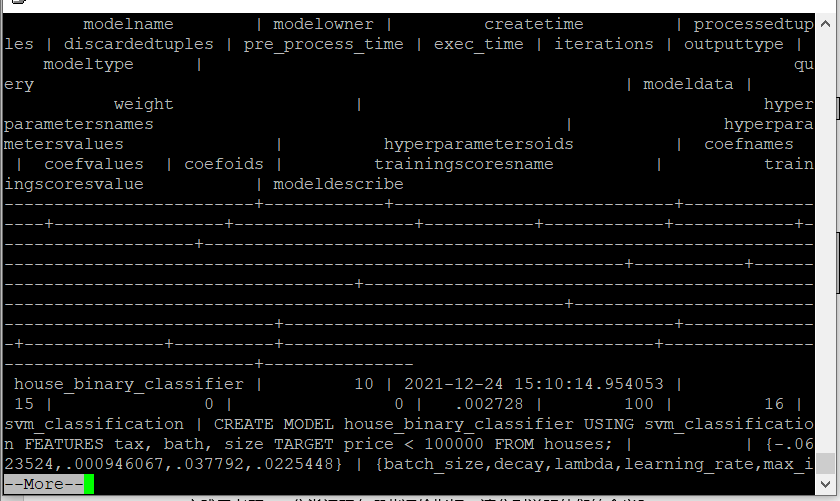 modelname | modelowner | createtime | processedtup
les | discardedtuples | pre_process_time | exec_time | iterations | outputtype |
modeltype | qu
ery | modeldata |
weight | hyper
parametersnames | hyperpara
metersvalues | hyperparametersoids | coefnames
| coefvalues | coefoids | trainingscoresname | train
ingscoresvalue | modeldescribe
--------------------------+------------+----------------------------+-------------
----+-----------------+------------------+-----------+------------+------------+-
-------------------+--------------------------------------------------------------
---------------------------------------------------------------+-----------+------
-----------------------------------+----------------------------------------------
---------------------------------------------------------+------------------------
---------------------------+---------------------------------------+-------------
-+-------------+----------+-------------------------------------+----------------
--------------------------+---------------
house_binary_classifier | 10 | 2021-12-24 15:10:14.954053 |
15 | 0 | 0 | .002728 | 100 | 16 |
svm_classification | CREATE MODEL house_binary_classifier USING svm_classificatio
n FEATURES tax, bath, size TARGET price < 100000 FROM houses; | | {-.06
23524,.000946067,.037792,.0225448} | {batch_size,decay,lambda,learning_rate,max_i
--More--